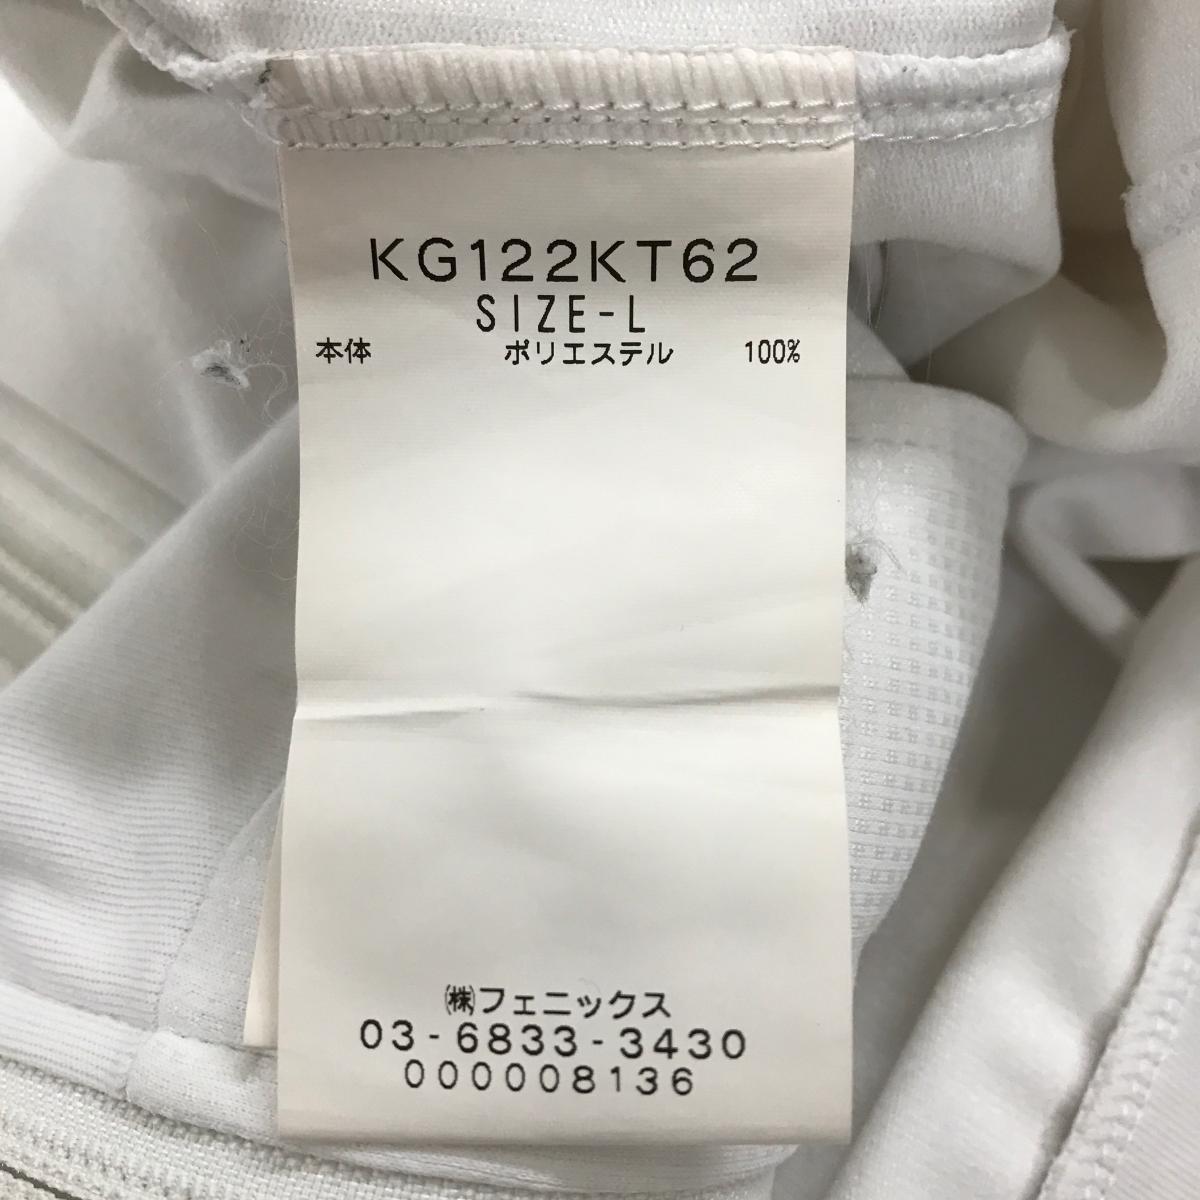 KG122KT62
SIZE-L
本体 ポリエステル 100%
㈱フェニックス
03-6833-3430
000008136